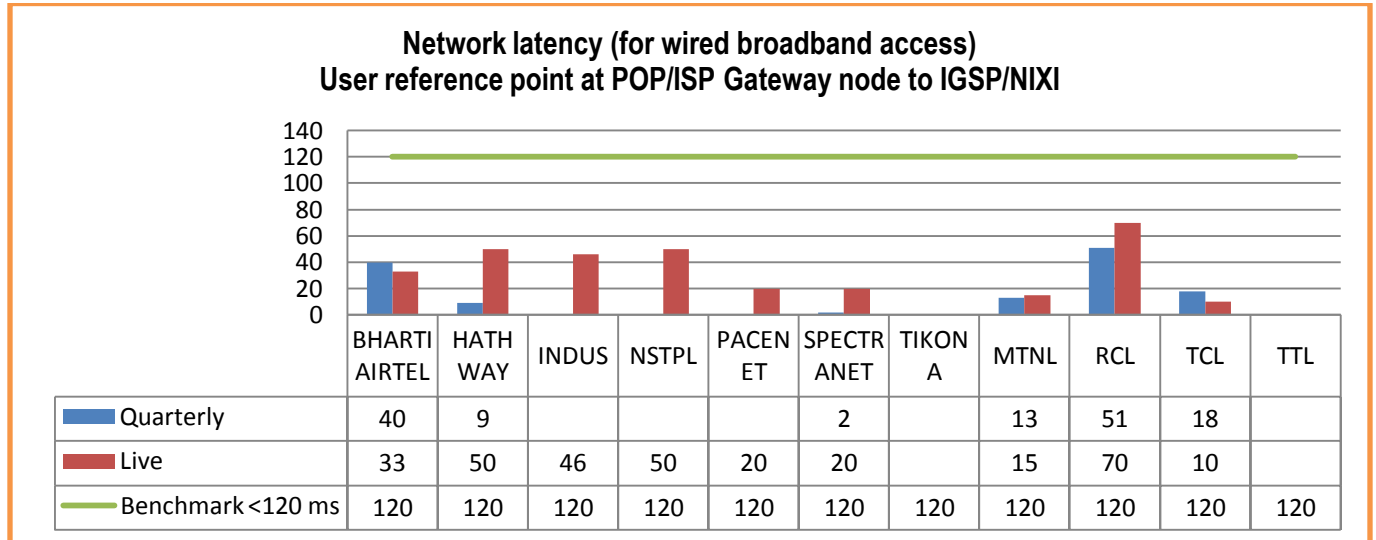 Network latency (for wired broadband access)
User reference point at POP/ISP Gateway node to IGSP/NIXI
140
120
100
80
60
40
20
0
BHARTI AIRTEL HATH WAY INDUS NSTPL PACEN ET SPECTR ANET TIKON A MTNL RCL TCL TTL
Quarterly 40 9 2 13 51 18
Live 33 50 46 50 20 20 15 70 10
Benchmark <120 ms 120 120 120 120 120 120 120 120 120 120 120